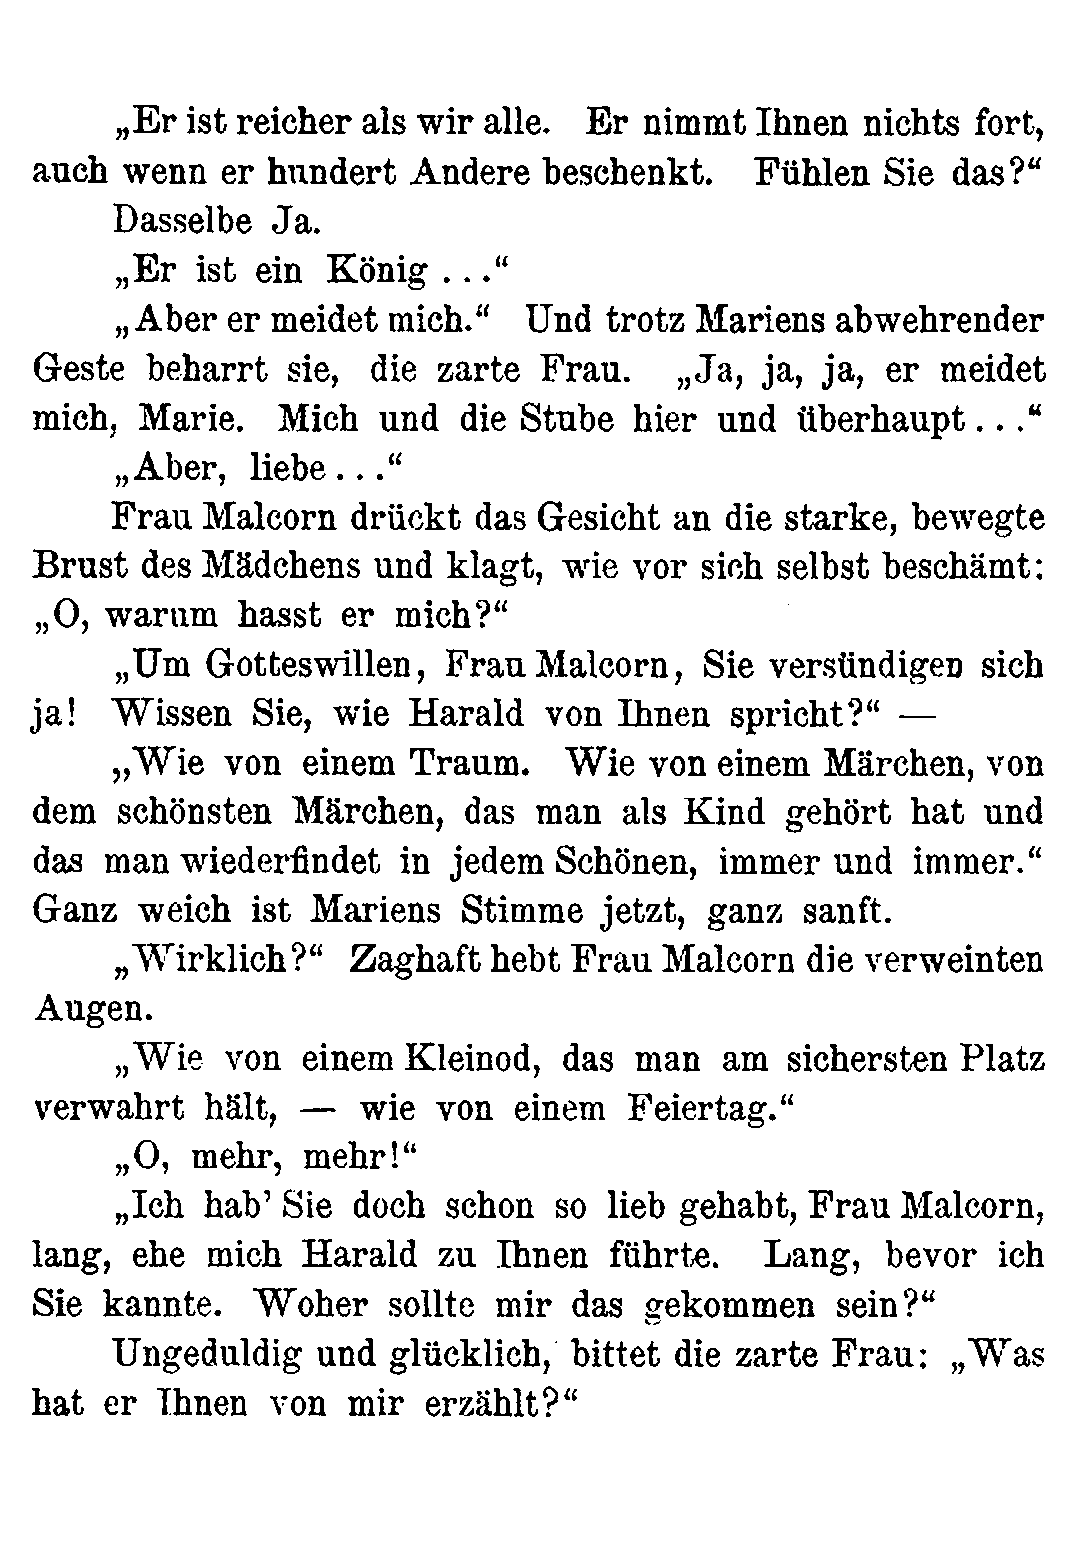 „Er ist reicher als wir alle. Er nimmt Ihnen nichts fort,
auch wenn er hundert Andere beschenkt. Fühlen Sie das?“
Dasselbe Ja.
„Er ist ein König . . .“
„Aber er meidet mich.“ Und trotz Mariens abwehrender
Geste beharrt sie, die zarte Frau. „Ja, ja, ja, er meidet
mich, Marie. Mich und die Stube hier und überhaupt . . .“
„Aber, liebe . . .“
Frau Malcorn drückt das Gesicht an die starke, bewegte
Brust des Mädchens und klagt, wie vor sich selbst beschämt:
„O, warum hasst er mich?“
„Um Gotteswillen, Frau Malcorn, Sie versündigen sich
ja! Wissen Sie, wie Harald von Ihnen spricht?“ —
„Wie von einem Traum. Wie von einem Märchen, von
dem schönsten Märchen, das man als Kind gehört hat und
das man wiederfindet in jedem Schönen, immer und immer.“
Ganz weich ist Mariens Stimme jetzt, ganz sanft.
„Wirklich?“ Zaghaft hebt Frau Malcorn die verweinten
Augen.
„Wie von einem Kleinod, das man am sichersten Platz
verwahrt hält, — wie von einem Feiertag.“
„O, mehr, mehr!“
„Ich hab’ Sie doch schon so lieb gehabt, Frau Malcorn,
lang, ehe mich Harald zu Ihnen führte. Lang, bevor ich
Sie kannte. Woher sollte mir das gekommen sein?“
Ungeduldig und glücklich, bittet die zarte Frau: „Was
hat er Ihnen von mir erzählt?“